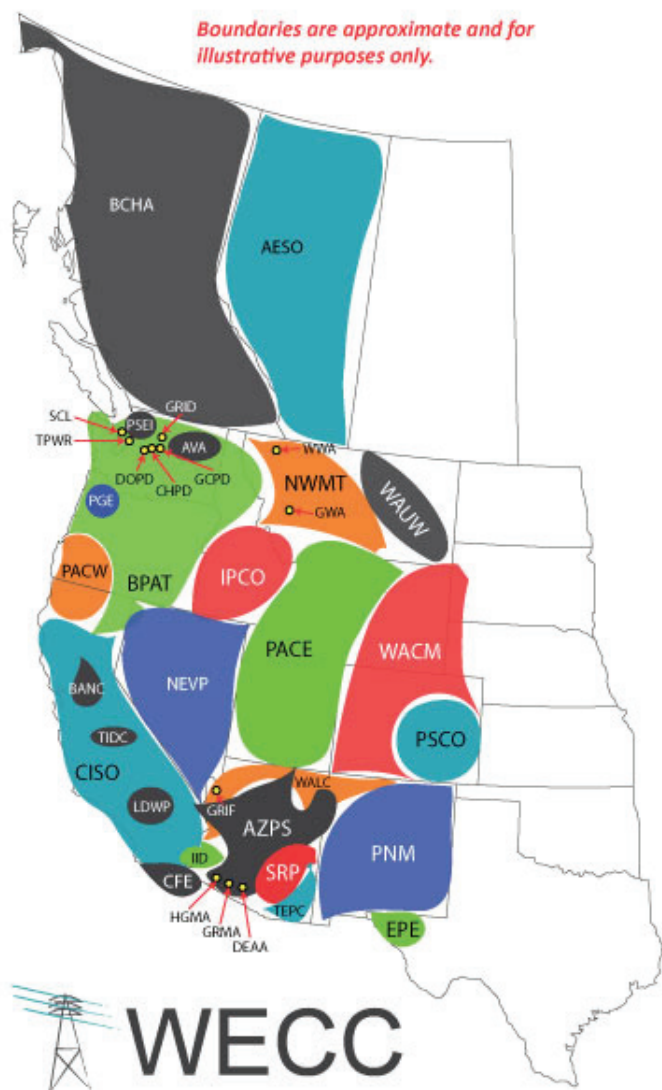 Boundaries are approximate and for
illustrative purposes only.
BCHA
AESO
SCL
PSEI
GRID
TPWR
AVA
WWA
DOPD
GCPD
CHPD
NWMT
WAUW
PGE
GWA
PACW
BPAT
IPCO
PACE
WACM
NEVP
BANC
TIDC
PSCO
CISO
WALC
LDWP
GRIF
AZPS
PNM
IID
SRP
CFE
TEPC
HGMA
GRMA
DEAA
EPE
WECC